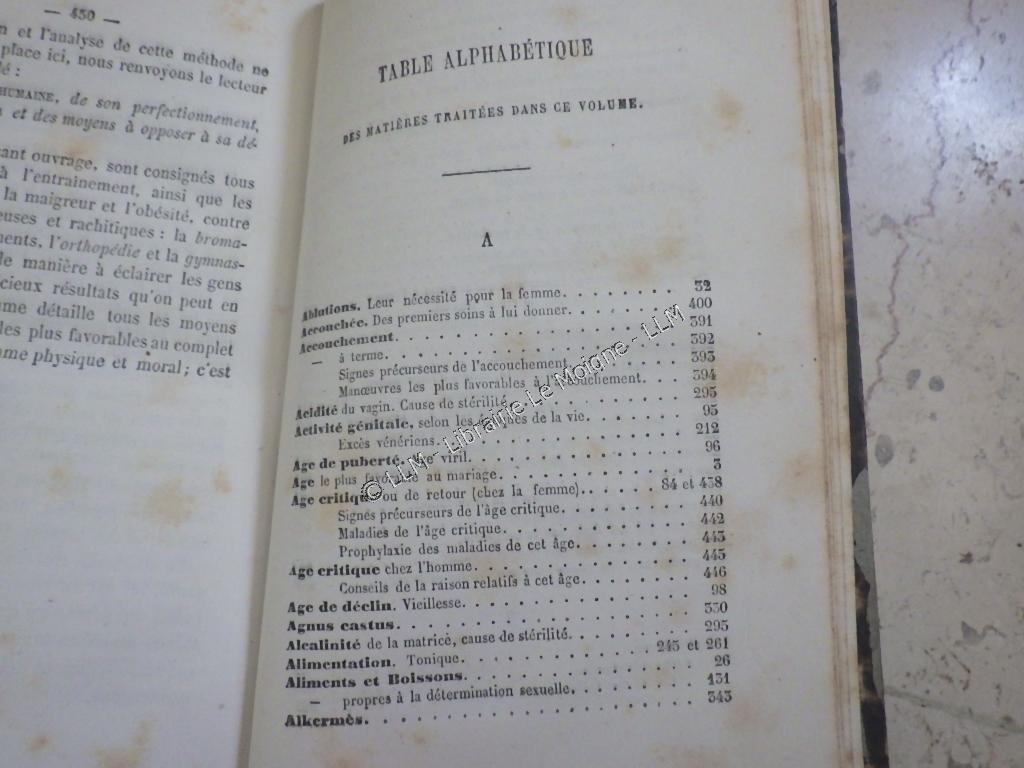 — 450 —
n et l'analyse de cette méthode ne
place ici, nous renvoyons le lecteur
é :
HUMAINE, de son perfectionnement,
et des moyens à opposer à sa dé-
ant ouvrage, sont consignés tous
à l'entraînement, ainsi que les
la maigreur et l'obésité, contre
euses et rachitiques : la broma-
ments, l'orthopédie et la gymnas-
de manière à éclairer les gens
cieux résultats qu'on peut en
me détaille tous les moyens
les plus favorables au complet
me physique et moral ; c'est
TABLE ALPHABÉTIQUE
DES MATIÈRES TRAITÉES DANS CE VOLUME.
A
Ablutions. Leur nécessité pour la femme. . . . . . . . 32
Accouchée. Des premiers soins à lui donner. . . . . . . . 400
Accouchement. . . . . . . . 391
— à terme. . . . . . . . 392
Signes précurseurs de l'accouchement. . . . . . . . 393
Manœuvres les plus favorables à l'accouchement. . . . 394
Acidité du vagin. Cause de stérilité. . . . . . . . 295
Activité génitale, selon les époques de la vie. . . . . . . . 95
Excès vénériens. . . . . . . . 212
Age de puberté. Age viril. . . . . . . . 96
Age le plus favorable au mariage. . . . . . . . 3
Age critique ou de retour (chez la femme). . . . . . 84 et 438
Signes précurseurs de l'âge critique. . . . . . . . 440
Maladies de l'âge critique. . . . . . . . 442
Prophylaxie des maladies de cet âge. . . . . . . . 443
Age critique chez l'homme. . . . . . . . 445
Conseils de la raison relatifs à cet âge. . . . . . . . 446
Age de déclin. Vieillesse. . . . . . . . 98
Agnus castus. . . . . . . . 330
Alcalinité de la matrice, cause de stérilité. . . . . . . . 295
Alimentation. Tonique. . . . . . . . 245 et 261
Aliments et Boissons. . . . . . . . 26
— propres à la détermination sexuelle. . . . . . . . 131
Alkermès. . . . . . . . 343
© LLM - Librairie Le Moigne - LLM